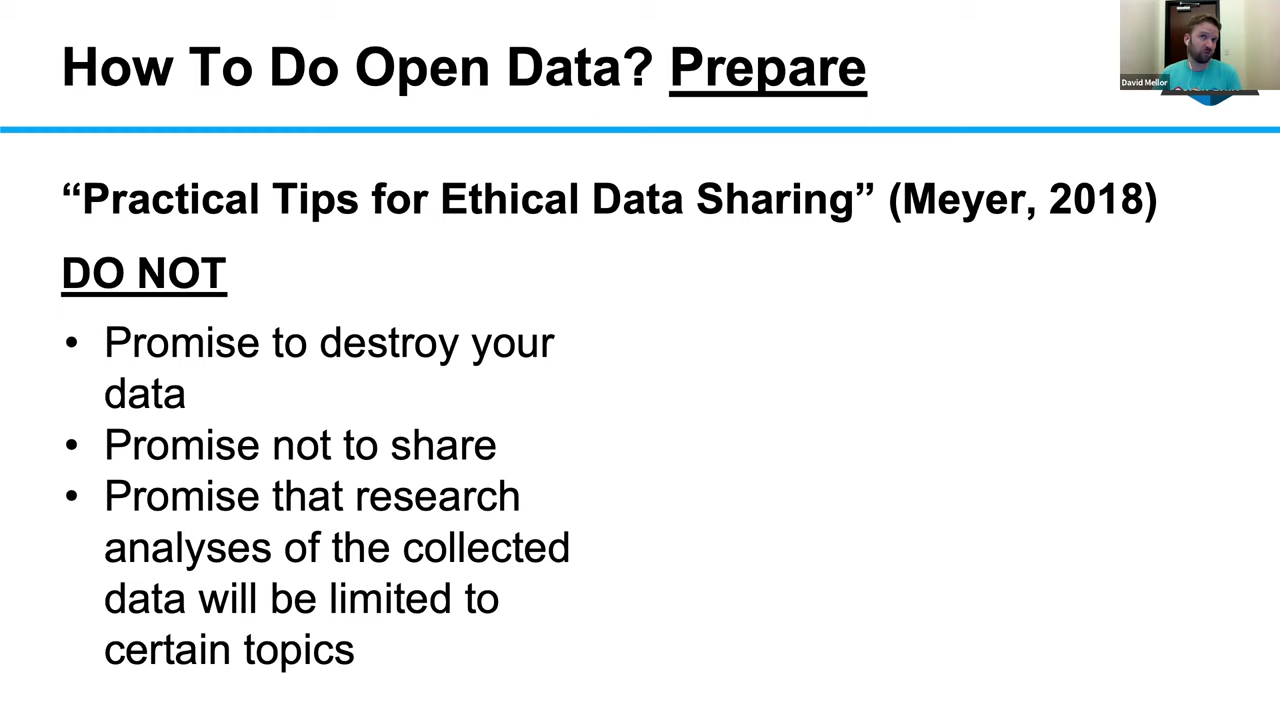 How To Do Open Data? Prepare
David Mellor
“Practical Tips for Ethical Data Sharing” (Meyer, 2018)
DO NOT
• Promise to destroy your
data
• Promise not to share
• Promise that research
analyses of the collected
data will be limited to
certain topics